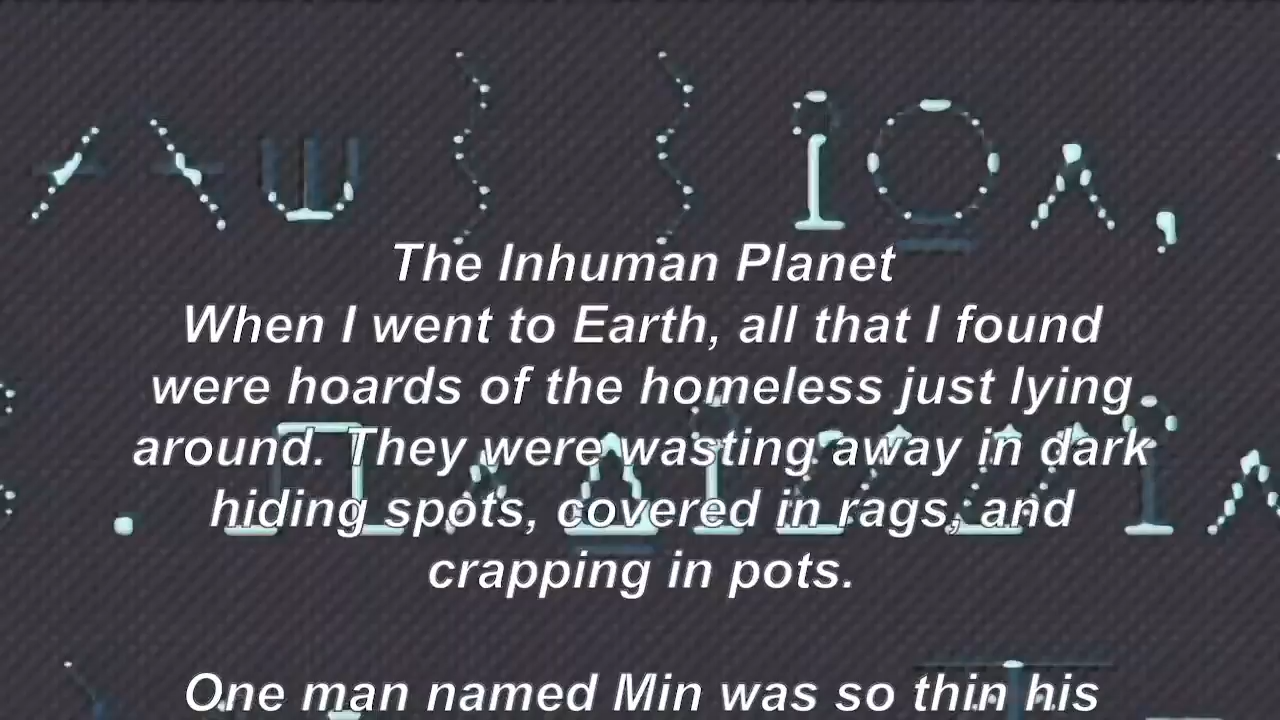 The Inhuman Planet
When I went to Earth, all that I found
were hoards of the homeless just lying
around. They were wasting away in dark
hiding spots, covered in rags, and
crapping in pots.
One man named Min was so thin his